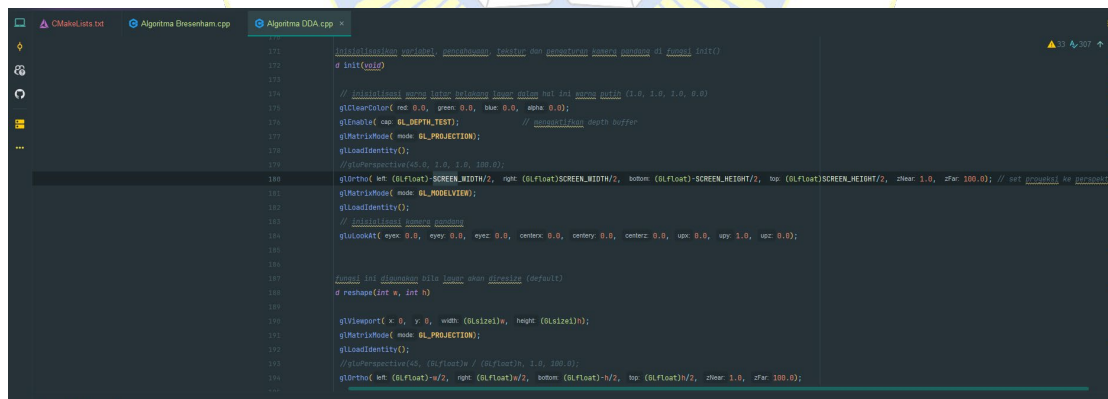 CMakeLists.txt Algoritma Bresenham.cpp Algoritma DDA.cpp ×
33 307
171 inisialisasikan variabel, pencahayaan, tekstur dan pengaturan kamera pandang di fungsi init()
172 d init(void)
173
174 // inisialisasi warna latar belakang layar dalam hal ini warna putih (1.0, 1.0, 1.0, 0.0)
175 glClearColor( red: 0.0, green: 0.0, blue: 0.0, alpha: 0.0);
176 glEnable( cap: GL_DEPTH_TEST); // mengaktifkan depth buffer
177 glMatrixMode( mode: GL_PROJECTION);
178 glLoadIdentity();
179 //gluPerspective(45.0, 1.0, 1.0, 100.0);
180 glOrtho( left: (GLfloat)-SCREEN_WIDTH/2, right: (GLfloat)SCREEN_WIDTH/2, bottom: (GLfloat)-SCREEN_HEIGHT/2, top: (GLfloat)SCREEN_HEIGHT/2, zNear: 1.0, zFar: 100.0); // set proyeksi ke perspekt
181 glMatrixMode( mode: GL_MODELVIEW);
182 glLoadIdentity();
183 // inisialisasi kamera pandang
184 gluLookAt( eyex: 0.0, eyey: 0.0, eyez: 0.0, centerx: 0.0, centery: 0.0, centerz: 0.0, upx: 0.0, upy: 1.0, upz: 0.0);
185
186
187 fungsi ini digunakan bila layar akan diresize (default)
188 d reshape(int w, int h)
189
190 glViewport( x: 0, y: 0, width: (GLsizei)w, height: (GLsizei)h);
191 glMatrixMode( mode: GL_PROJECTION);
192 glLoadIdentity();
193 //gluPerspective(45, (GLfloat)w / (GLfloat)h, 1.0, 100.0);
194 glOrtho( left: (GLfloat)-w/2, right: (GLfloat)w/2, bottom: (GLfloat)-h/2, top: (GLfloat)h/2, zNear: 1.0, zFar: 100.0);